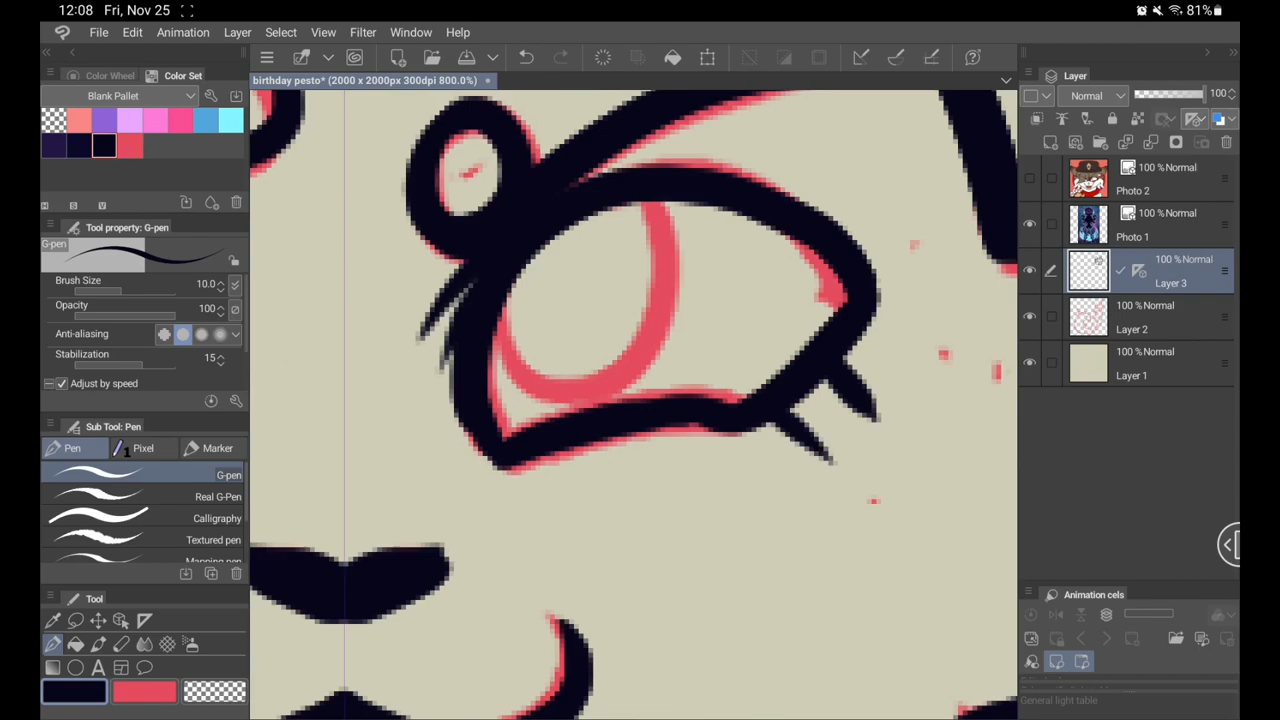 12:08 Fri, Nov 25
81%
File Edit Animation Layer Select View Filter Window Help
Color Wheel Color Set
birthday pesto* (2000 x 2000px 300dpi 800.0%)
Layer
Blank Pallet
Normal 100
100 %Normal
Photo 2
H S V
100 %Normal
Photo 1
Tool property: G-pen
G-pen
100 %Normal
Layer 3
Brush Size 10.0
Opacity 100
100 %Normal
Layer 2
Anti-aliasing
Stabilization 15
100 %Normal
Layer 1
Adjust by speed
Sub Tool: Pen
Pen 1 Pixel Marker
G-pen
Real G-Pen
Calligraphy
Textured pen
Mapping pen
Tool
Animation cels
General light table